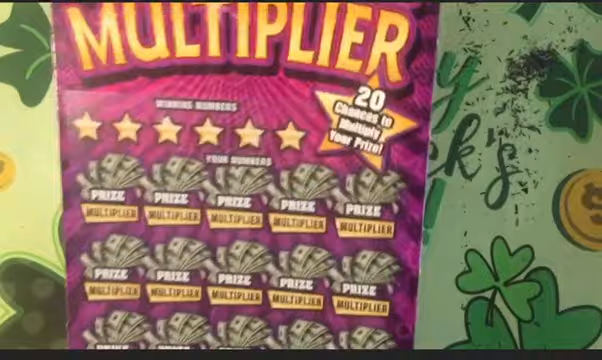 MULTIPLIER
20
Chances to
Multiply
Your Prize!
WINNING NUMBERS
YOUR NUMBERS
PRIZE PRIZE PRIZE PRIZE PRIZE
MULTIPLIER MULTIPLIER MULTIPLIER MULTIPLIER MULTIPLIER
PRIZE PRIZE PRIZE PRIZE PRIZE
MULTIPLIER MULTIPLIER MULTIPLIER MULTIPLIER MULTIPLIER